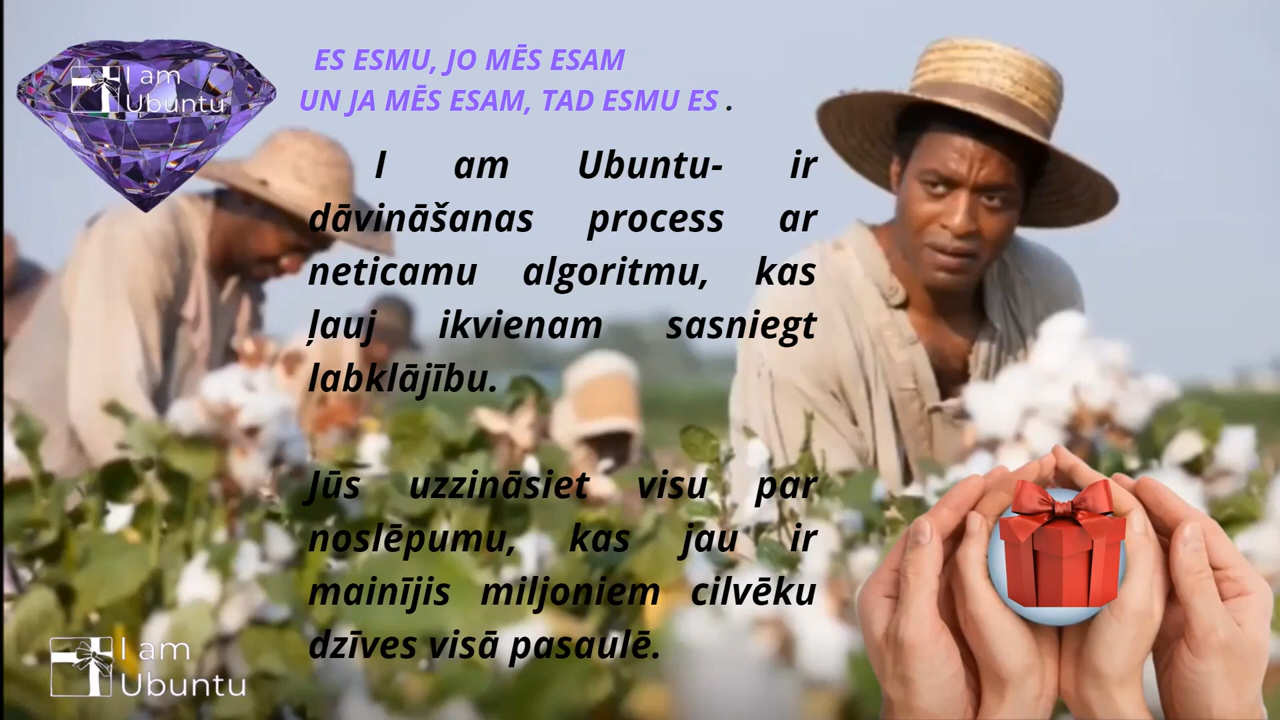 I am
Ubuntu
ES ESMU, JO MĒS ESAM
UN JA MĒS ESAM, TAD ESMU ES .
I am Ubuntu- ir
dāvināšanas process ar
neticamu algoritmu, kas
ļauj ikvienam sasniegt
labklājību.
Jūs uzzināsiet visu par
noslēpumu, kas jau ir
mainījis miljoniem cilvēku
dzīves visā pasaulē.
I am
Ubuntu